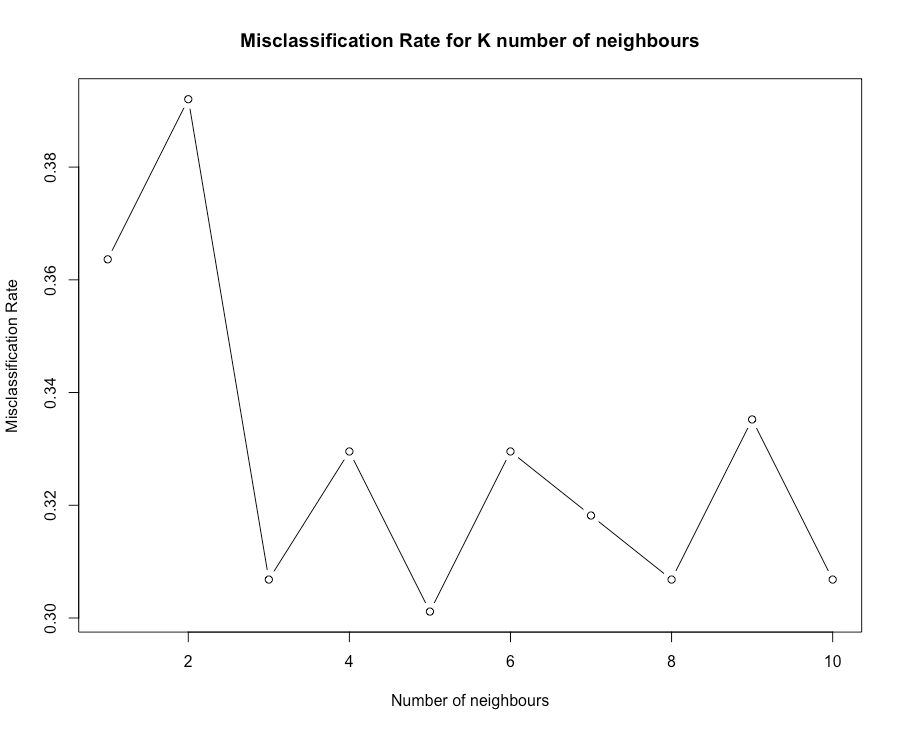 Misclassification Rate for K number of neighbours
Misclassification Rate
0.38
0.36
0.34
0.32
0.30
2 4 6 8 10
Number of neighbours